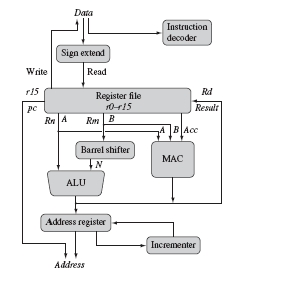 Data
Instruction
decoder
Sign extend
Write
Read
r15
Register file
Rd
pc
r0–r15
Result
Rn A
Rm B
A B Acc
Barrel shifter
MAC
N
ALU
Address register
Incrementer
Address